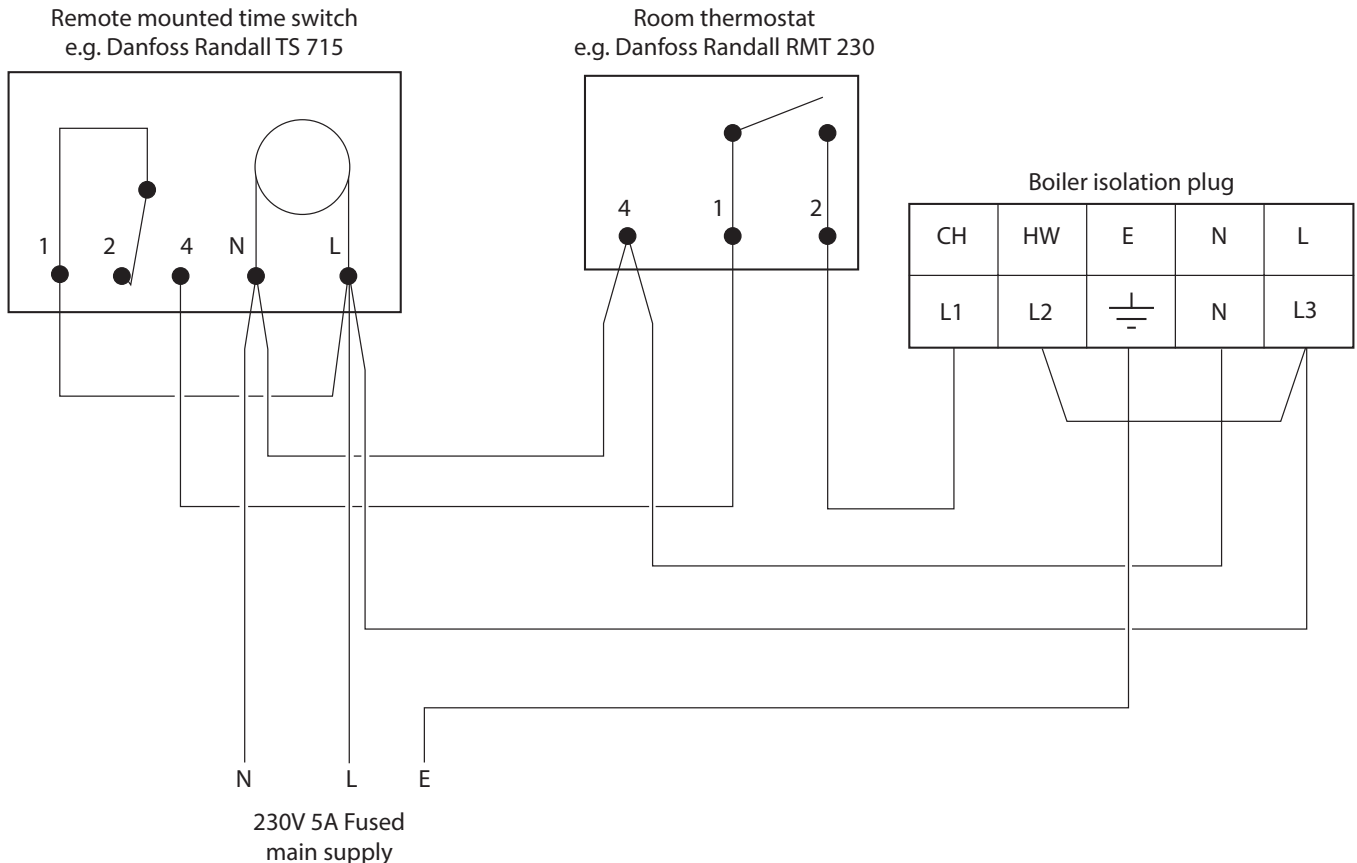 Remote mounted time switch
e.g. Danfoss Randall TS 715
Room thermostat
e.g. Danfoss Randall RMT 230
1 2 4 N L
4 1 2
Boiler isolation plug
CH HW E N L
L1 L2 N L3
N L E
230V 5A Fused
main supply